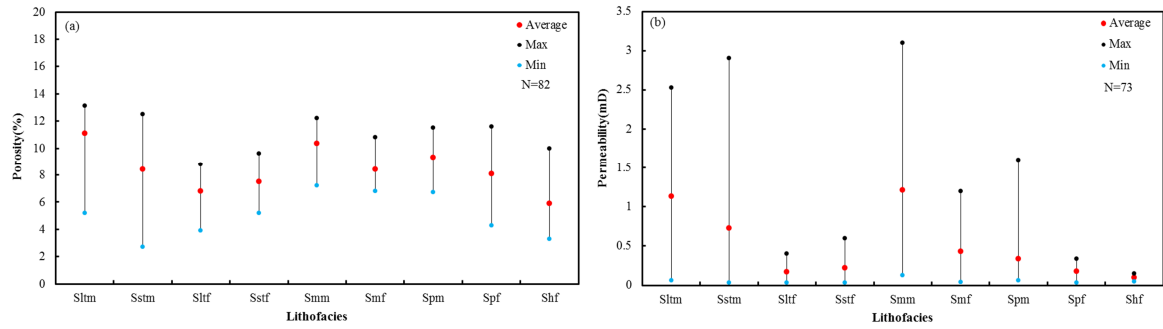 (a)
Average
Max
Min
N=82
Porosity(%)
20
18
16
14
12
10
8
6
4
2
0
Sltm Sstm Sltf Sstf Smm Smf Spm Spf Shf
Lithofacies
(b)
Average
Max
Min
N=73
Permeability(mD)
3.5
3
2.5
2
1.5
1
0.5
0
Sltm Sstm Sltf Sstf Smm Smf Spm Spf Shf
Lithofacies